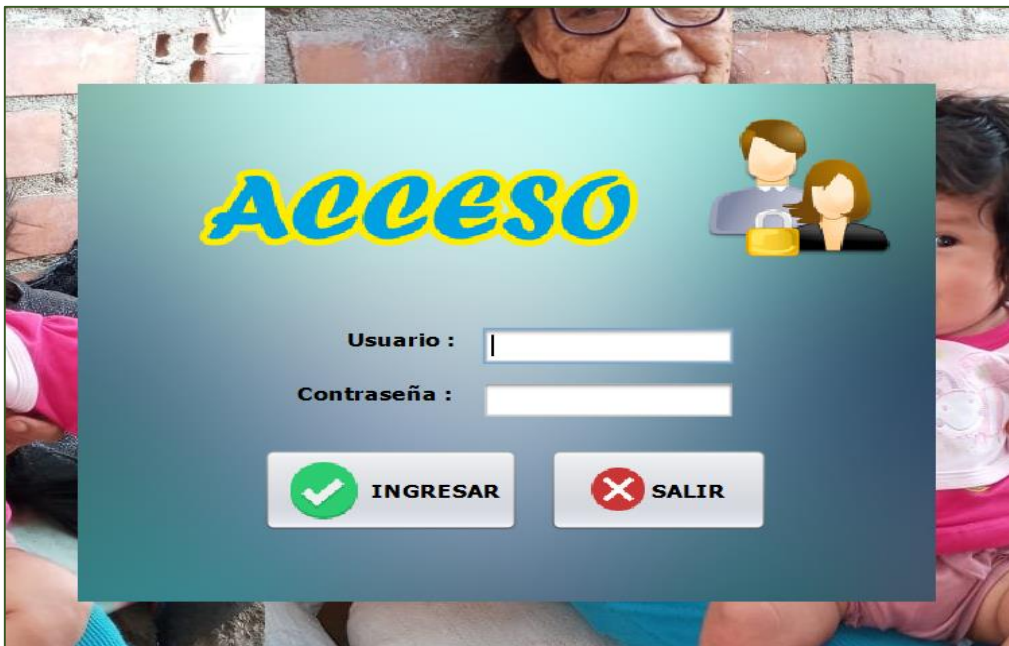 ACCESO
Usuario :
Contraseña :
INGRESAR
SALIR